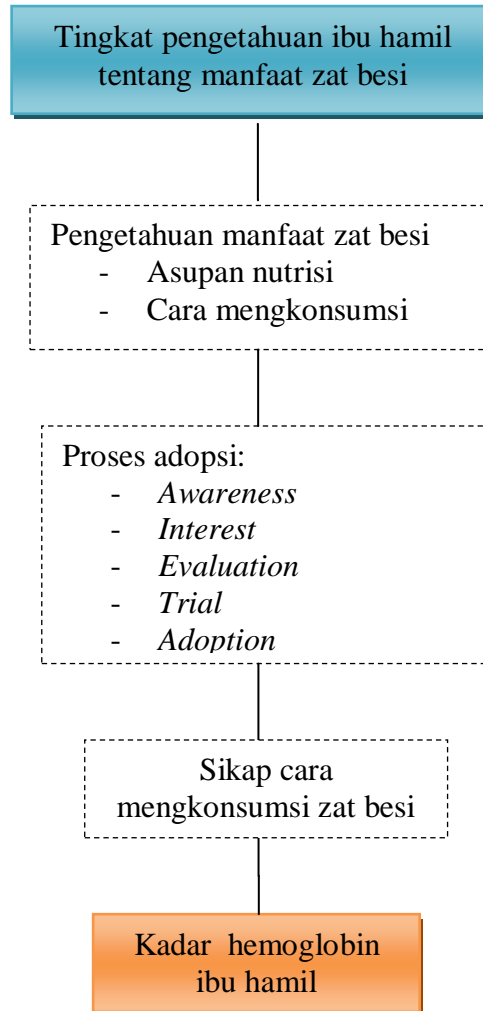 Tingkat pengetahuan ibu hamil
tentang manfaat zat besi
Pengetahuan manfaat zat besi
- Asupan nutrisi
- Cara mengkonsumsi
Proses adopsi:
- Awareness
- Interest
- Evaluation
- Trial
- Adoption
Sikap cara
mengkonsumsi zat besi
Kadar hemoglobin
ibu hamil